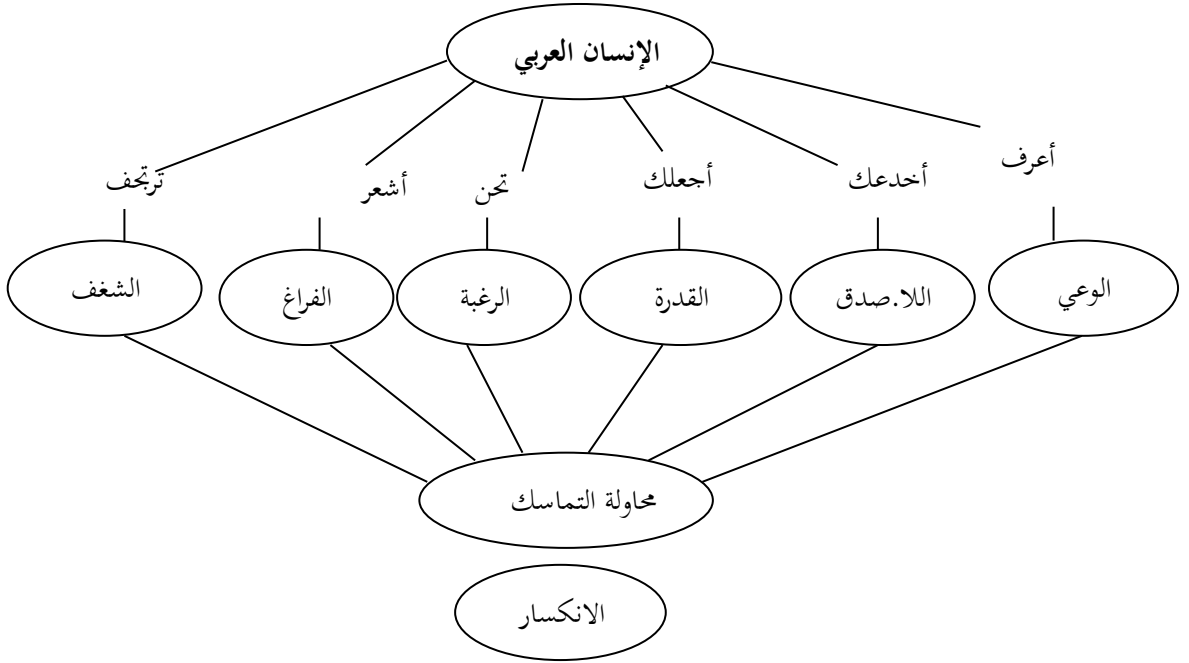 الإنسان العربي
أعرف
أخدعك
أجعلك
تحن
أشعر
ترتجف
الوعي
اللا.صدق
القدرة
الرغبة
الفراغ
الشغف
محاولة التماسك
الانكسار